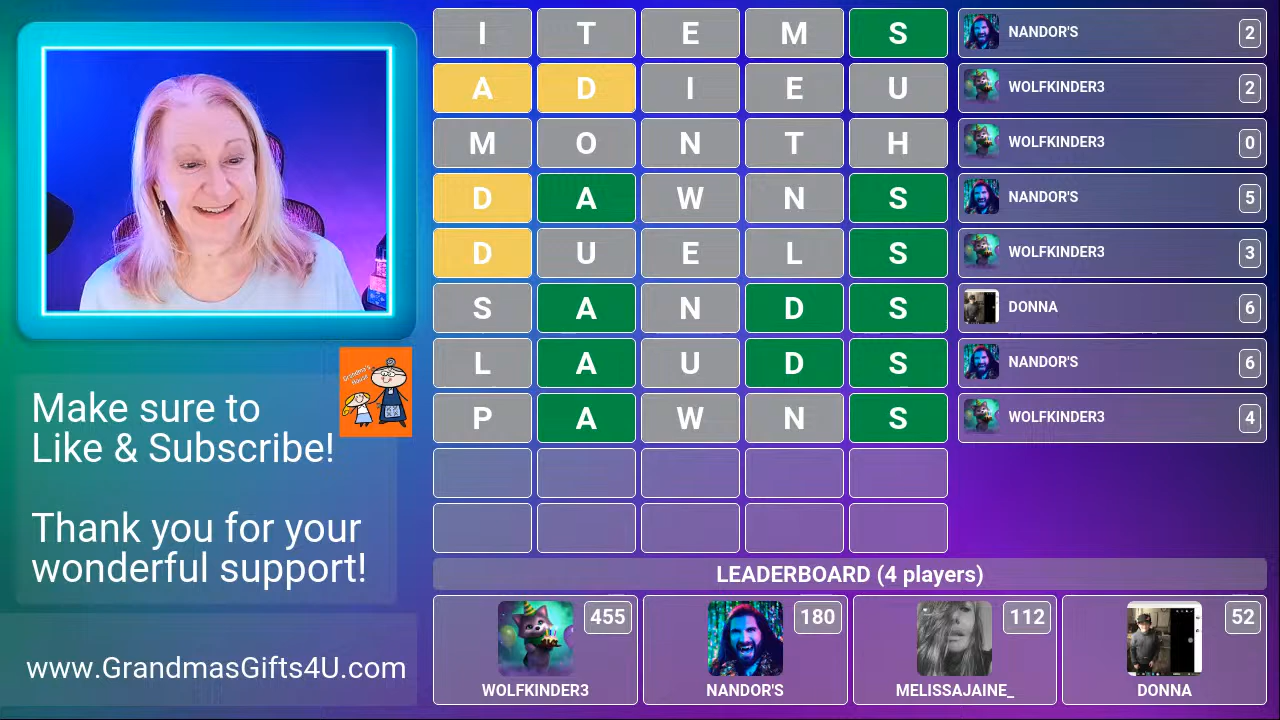 I T E M S NANDOR'S 2
A D I E U WOLFKINDER3 2
M O N T H WOLFKINDER3 0
D A W N S NANDOR'S 5
D U E L S WOLFKINDER3 3
S A N D S DONNA 6
L A U D S NANDOR'S 6
P A W N S WOLFKINDER3 4
Grandma's
House
Make sure to
Like & Subscribe!
Thank you for your
wonderful support!
www.GrandmasGifts4U.com
LEADERBOARD (4 players)
455 180 112 52
WOLFKINDER3 NANDOR'S MELISSAJAINE_ DONNA